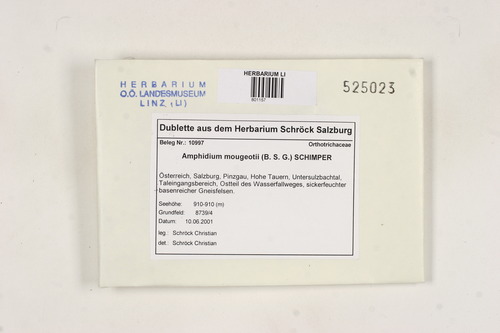 HERBARIUM
O.Ö. LANDESMUSEUM
LINZ (LI)
HERBARIUM LI
801157
525023
Dublette aus dem Herbarium Schröck Salzburg
Beleg Nr.: 10997 Orthotrichaceae
Amphidium mougeotii (B. S. G.) SCHIMPER
Österreich, Salzburg, Pinzgau, Hohe Tauern, Untersulzbachtal,
Taleingangsbereich, Ostteil des Wasserfallweges, sickerfeuchter
basenreicher Gneisfelsen.
Seehöhe: 910-910 (m)
Grundfeld: 8739/4
Datum: 10.06.2001
leg.: Schröck Christian
det.: Schröck Christian